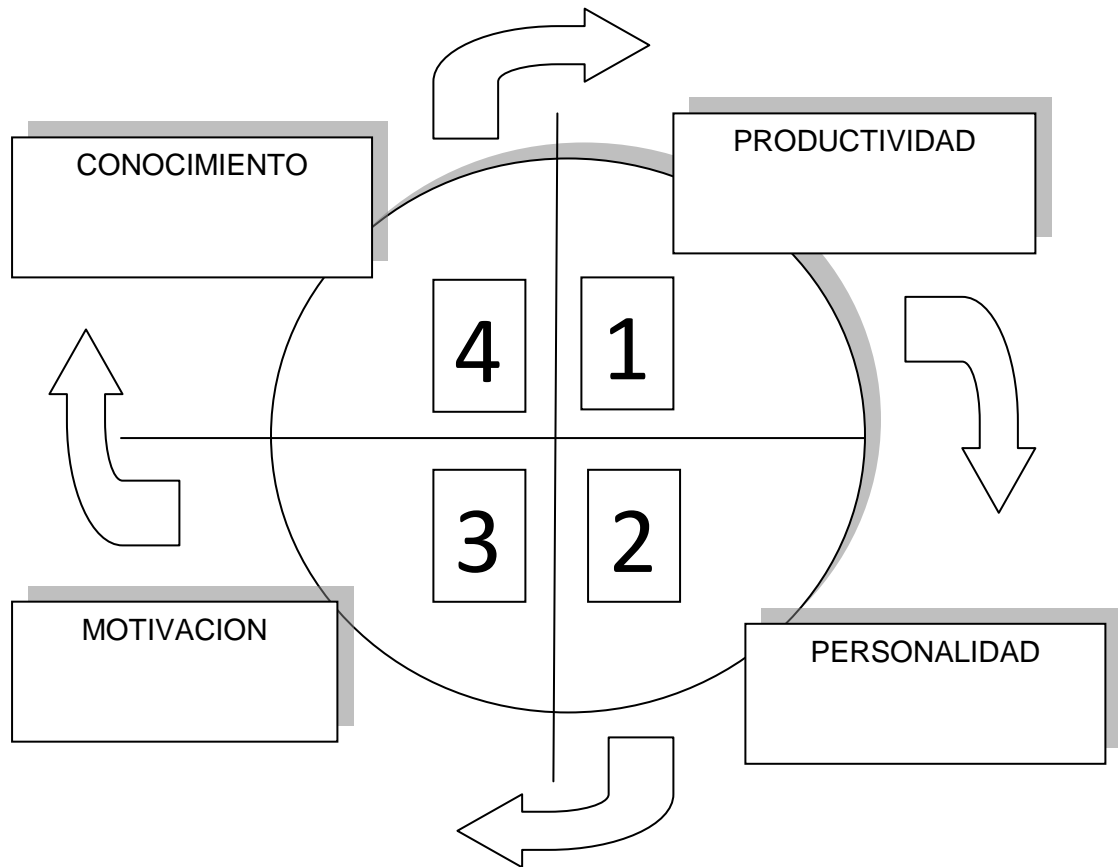 CONOCIMIENTO
PRODUCTIVIDAD
4
1
3
2
MOTIVACION
PERSONALIDAD